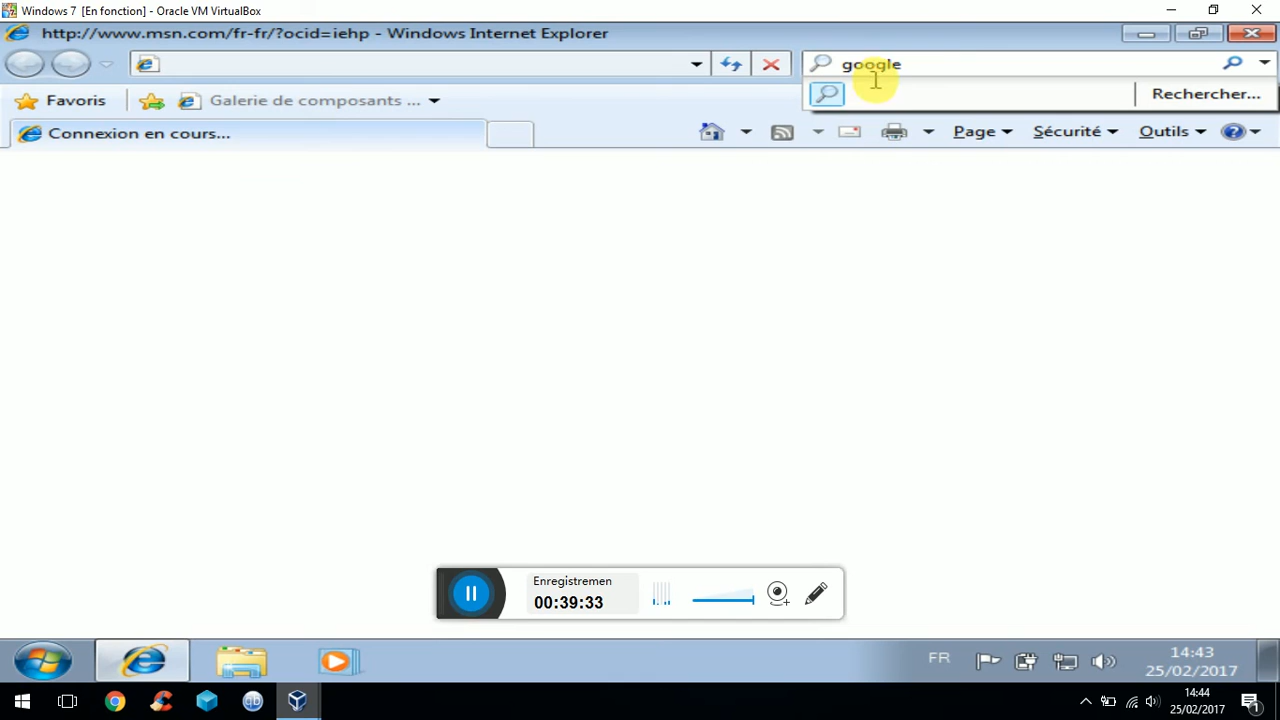 Windows 7 [En fonction] - Oracle VM VirtualBox
http://www.msn.com/fr-fr/?ocid=iehp - Windows Internet Explorer
google
Favoris
Galerie de composants ...
Rechercher...
Connexion en cours...
Page
Sécurité
Outils
Enregistremen
00:39:33
FR
14:43
25/02/2017
14:44
25/02/2017